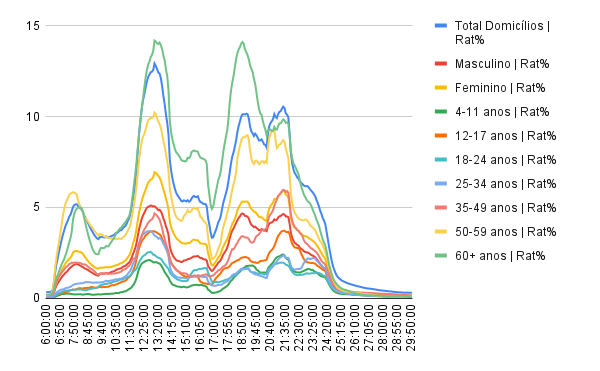 15
10
5
0
6:00:00
6:55:00
7:50:00
8:45:00
9:40:00
10:35:00
11:30:00
12:25:00
13:20:00
14:15:00
15:10:00
16:05:00
17:00:00
17:55:00
18:50:00
19:45:00
20:40:00
21:35:00
22:30:00
23:25:00
24:20:00
25:15:00
26:10:00
27:05:00
28:00:00
28:55:00
29:50:00
Total Domicílios |
Rat%
Masculino | Rat%
Feminino | Rat%
4-11 anos | Rat%
12-17 anos | Rat%
18-24 anos | Rat%
25-34 anos | Rat%
35-49 anos | Rat%
50-59 anos | Rat%
60+ anos | Rat%